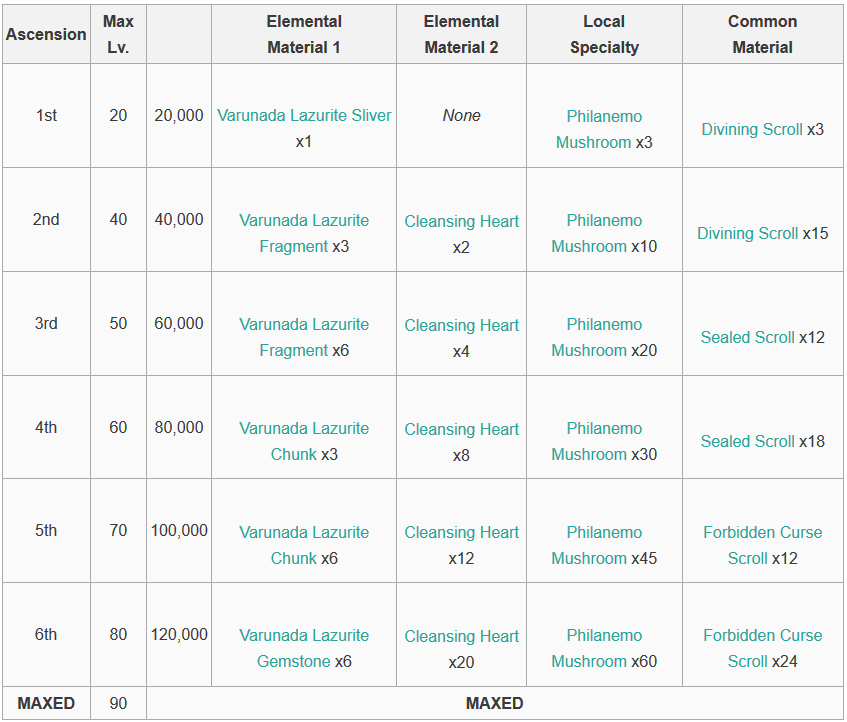 Ascension Max Lv. Elemental Material 1 Elemental Material 2 Local Specialty Common Material
1st 20 20,000 Varunada Lazurite Sliver x1 None Philanemo Mushroom x3 Divining Scroll x3
2nd 40 40,000 Varunada Lazurite Fragment x3 Cleansing Heart x2 Philanemo Mushroom x10 Divining Scroll x15
3rd 50 60,000 Varunada Lazurite Fragment x6 Cleansing Heart x4 Philanemo Mushroom x20 Sealed Scroll x12
4th 60 80,000 Varunada Lazurite Chunk x3 Cleansing Heart x8 Philanemo Mushroom x30 Sealed Scroll x18
5th 70 100,000 Varunada Lazurite Chunk x6 Cleansing Heart x12 Philanemo Mushroom x45 Forbidden Curse Scroll x12
6th 80 120,000 Varunada Lazurite Gemstone x6 Cleansing Heart x20 Philanemo Mushroom x60 Forbidden Curse Scroll x24
MAXED 90 MAXED